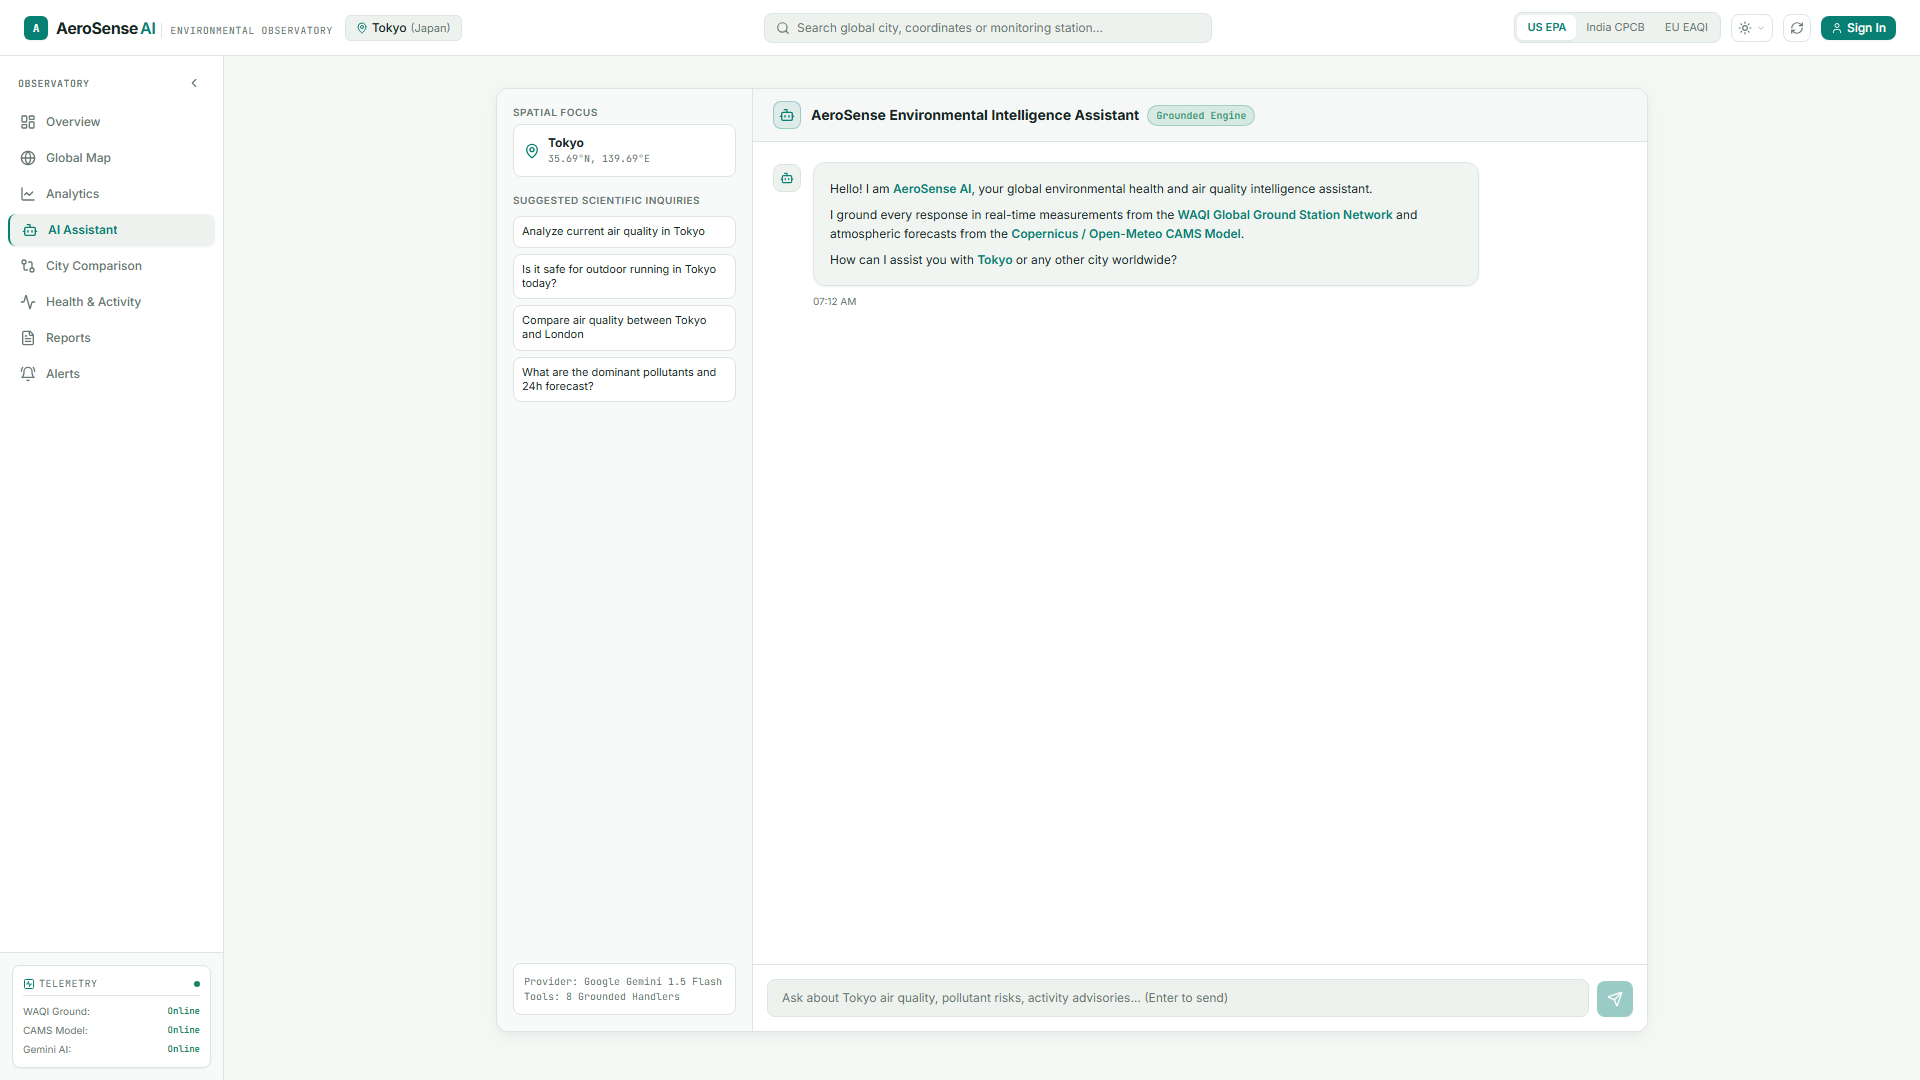 A AeroSense AI ENVIRONMENTAL OBSERVATORY Tokyo (Japan) Search global city, coordinates or monitoring station... US EPA India CPCB EU EAQI Sign In
OBSERVATORY
Overview
Global Map
Analytics
AI Assistant
City Comparison
Health & Activity
Reports
Alerts
TELEMETRY
WAQI Ground: Online
CAMS Model: Online
Gemini AI: Online
SPATIAL FOCUS
Tokyo
35.69°N, 139.69°E
SUGGESTED SCIENTIFIC INQUIRIES
Analyze current air quality in Tokyo
Is it safe for outdoor running in Tokyo
today?
Compare air quality between Tokyo
and London
What are the dominant pollutants and
24h forecast?
Provider: Google Gemini 1.5 Flash
Tools: 8 Grounded Handlers
AeroSense Environmental Intelligence Assistant Grounded Engine
Hello! I am AeroSense AI, your global environmental health and air quality intelligence assistant.
I ground every response in real-time measurements from the WAQI Global Ground Station Network and
atmospheric forecasts from the Copernicus / Open-Meteo CAMS Model.
How can I assist you with Tokyo or any other city worldwide?
07:12 AM
Ask about Tokyo air quality, pollutant risks, activity advisories... (Enter to send)